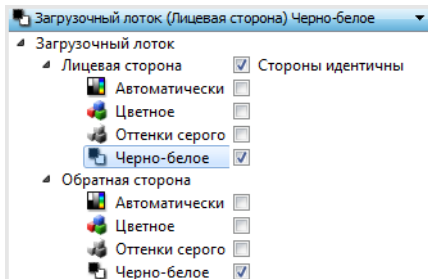 Загрузочный лоток (Лицевая сторона) Черно-белое
Загрузочный лоток
Лицевая сторона Стороны идентичны
Автоматически
Цветное
Оттенки серого
Черно-белое
Обратная сторона
Автоматически
Цветное
Оттенки серого
Черно-белое